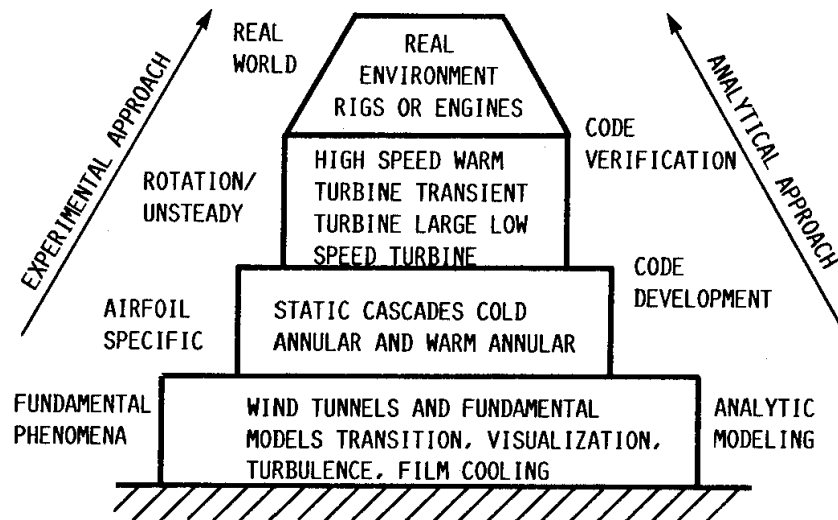 REAL
WORLD
REAL
ENVIRONMENT
RIGS OR ENGINES
EXPERIMENTAL APPROACH
ANALYTICAL APPROACH
CODE
VERIFICATION
ROTATION/
UNSTEADY
HIGH SPEED WARM
TURBINE TRANSIENT
TURBINE LARGE LOW
SPEED TURBINE
CODE
DEVELOPMENT
AIRFOIL
SPECIFIC
STATIC CASCADES COLD
ANNULAR AND WARM ANNULAR
FUNDAMENTAL
PHENOMENA
WIND TUNNELS AND FUNDAMENTAL
MODELS TRANSITION, VISUALIZATION,
TURBULENCE, FILM COOLING
ANALYTIC
MODELING